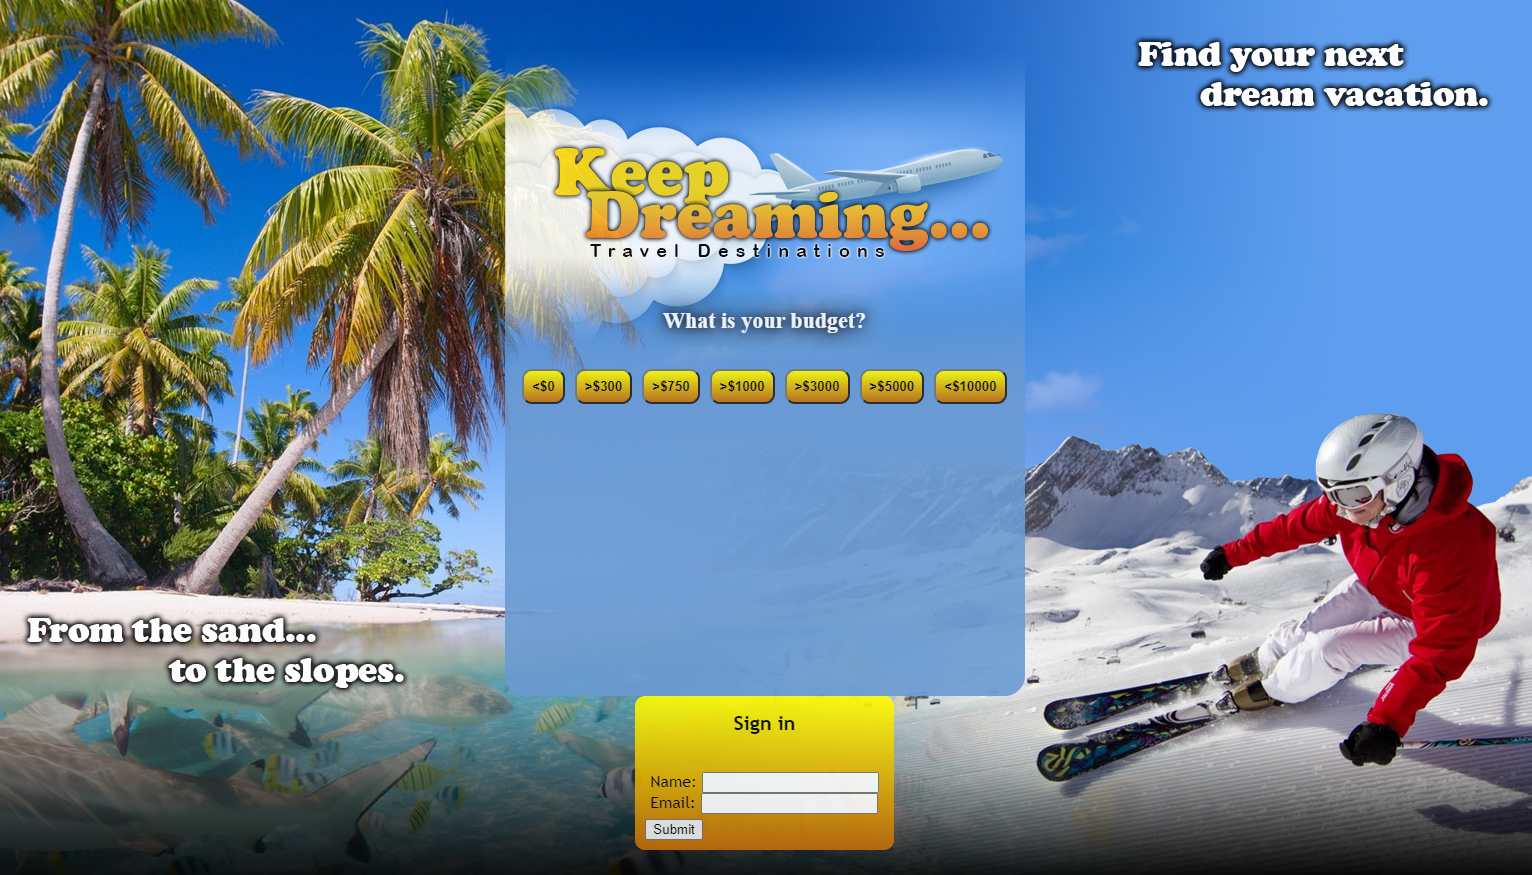 Find your next
dream vacation.
Keep
Dreaming...
Travel Destinations
What is your budget?
<$0 >$300 >$750 >$1000 >$3000 >$5000 <$10000
From the sand...
to the slopes.
Sign in
Name:
Email:
Submit